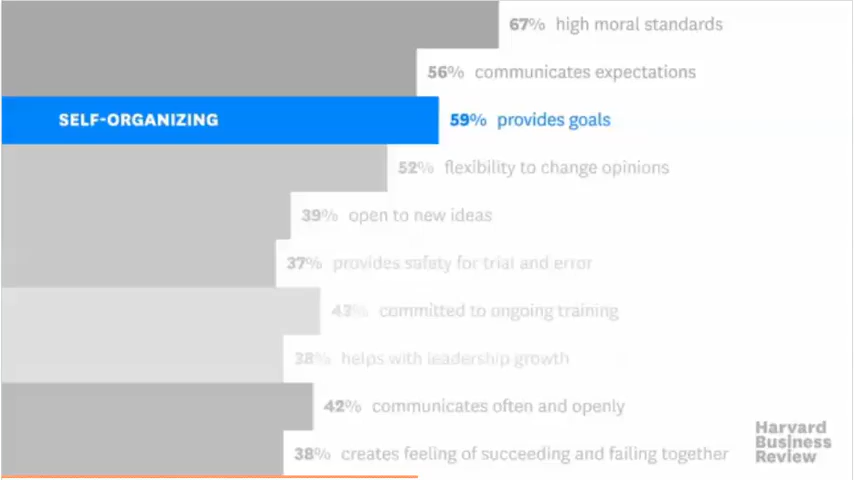 67% high moral standards
56% communicates expectations
SELF-ORGANIZING 59% provides goals
52% flexibility to change opinions
39% open to new ideas
37% provides safety for trial and error
43% committed to ongoing training
38% helps with leadership growth
42% communicates often and openly
38% creates feeling of succeeding and failing together
Harvard
Business
Review